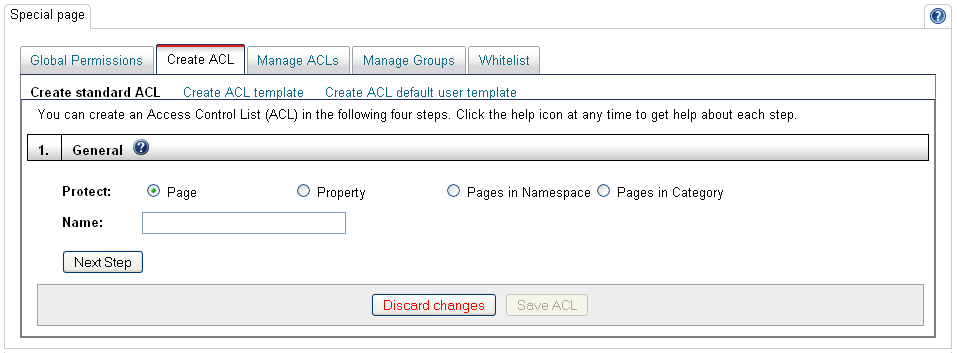 Special page
Global Permissions Create ACL Manage ACLs Manage Groups Whitelist
Create standard ACL Create ACL template Create ACL default user template
You can create an Access Control List (ACL) in the following four steps. Click the help icon at any time to get help about each step.
1. General
Protect: Page Property Pages in Namespace Pages in Category
Name:
Next Step
Discard changes Save ACL